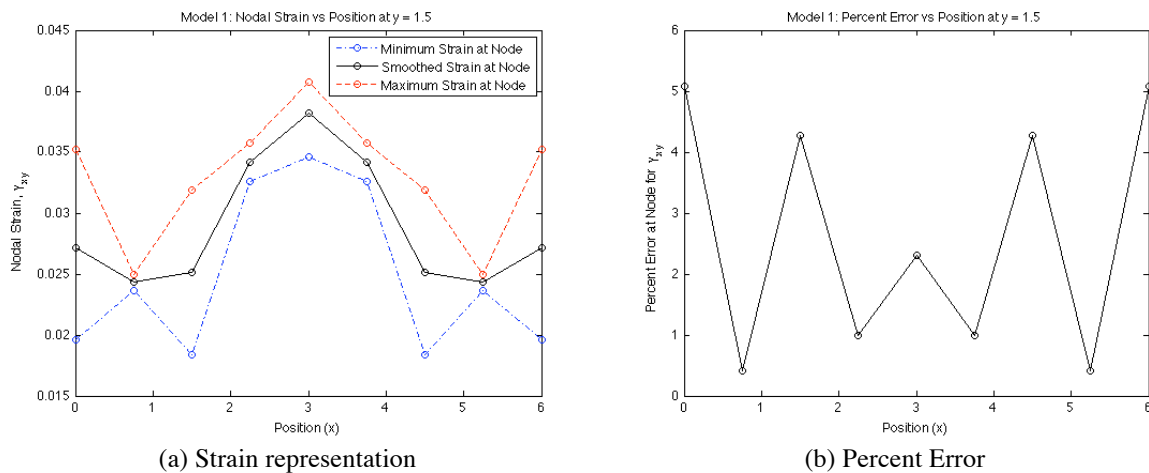 Model 1: Nodal Strain vs Position at y = 1.5
0.045
0.04
0.035
0.03
0.025
0.02
0.015
Nodal Strain, γxy
Minimum Strain at Node
Smoothed Strain at Node
Maximum Strain at Node
0 1 2 3 4 5 6
Position (x)
(a) Strain representation
Model 1: Percent Error vs Position at y = 1.5
6
5
4
3
2
1
0
Percent Error at Node for γxy
0 1 2 3 4 5 6
Position (x)
(b) Percent Error